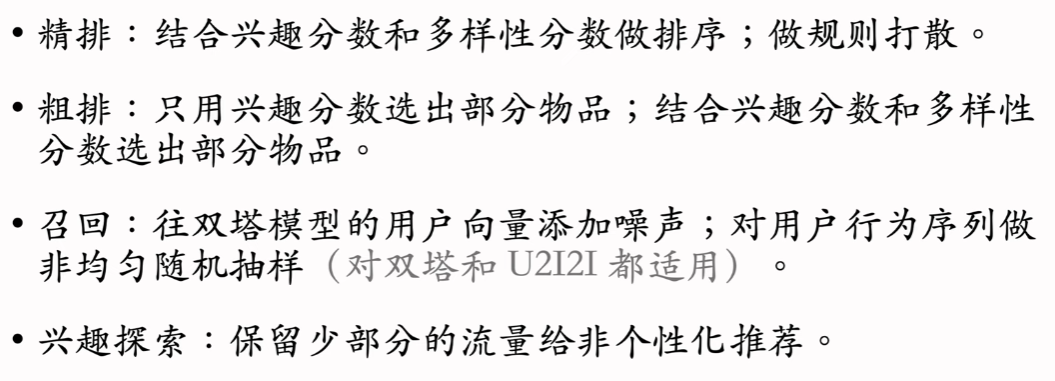 • 精排：结合兴趣分数和多样性分数做排序；做规则打散。
• 粗排：只用兴趣分数选出部分物品；结合兴趣分数和多样性
分数选出部分物品。
• 召回：往双塔模型的用户向量添加噪声；对用户行为序列做
非均匀随机抽样（对双塔和 U2I2I 都适用）。
• 兴趣探索：保留少部分的流量给非个性化推荐。